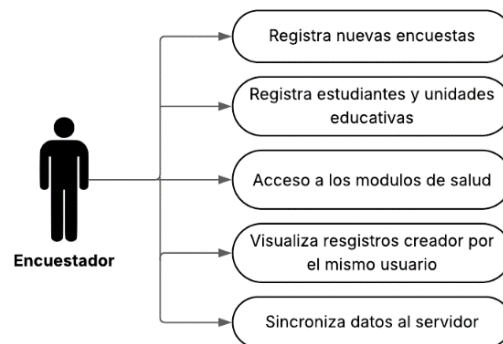 Registra nuevas encuestas
Registra estudiantes y unidades
educativas
Acceso a los modulos de salud
Encuestador
Visualiza resgistros creador por
el mismo usuario
Sincroniza datos al servidor